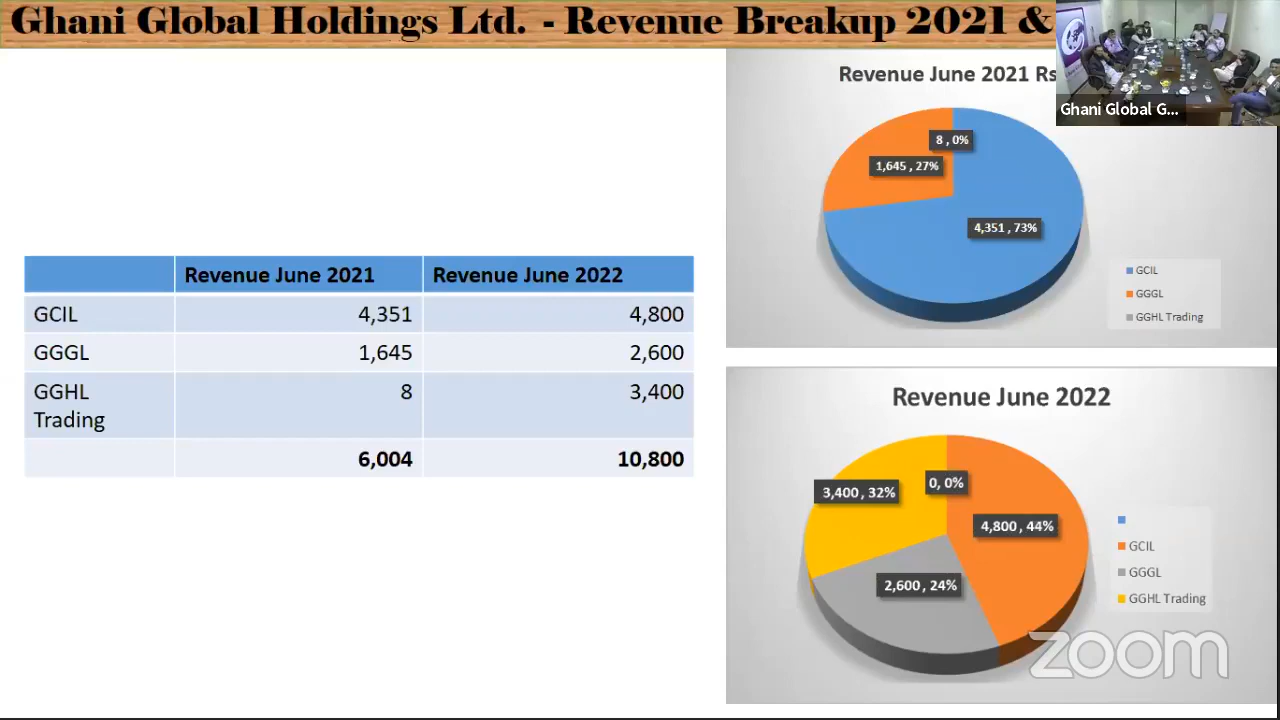 Ghani Global Holdings Ltd. - Revenue Breakup 2021 &
Ghani Global G...
Revenue June 2021 Rs
8 , 0%
1,645 , 27%
4,351 , 73%
GCIL
GGGL
GGHL Trading
Revenue June 2021 Revenue June 2022
GCIL 4,351 4,800
GGGL 1,645 2,600
GGHL 8 3,400
Trading
6,004 10,800
Revenue June 2022
0, 0%
3,400 , 32%
4,800 , 44%
2,600 , 24%
GCIL
GGGL
GGHL Trading
zoom